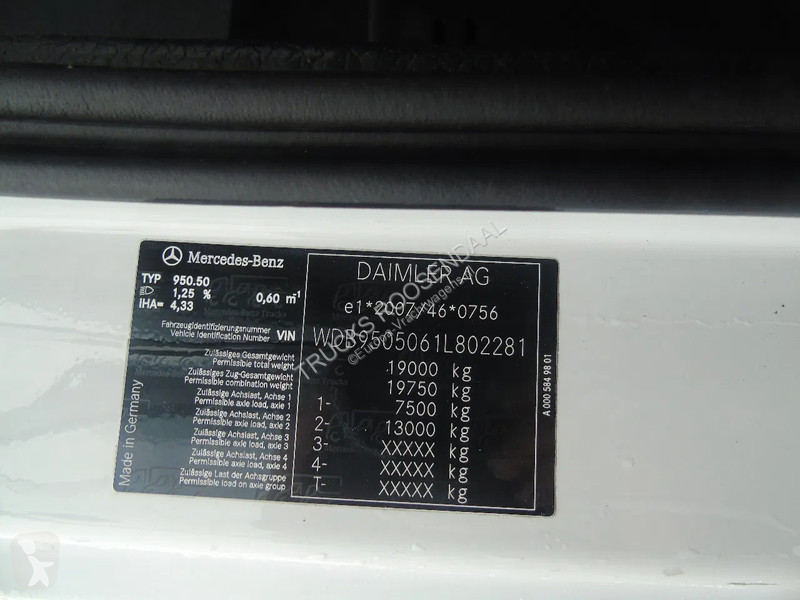 Mercedes-Benz
TYP 950.50
1,25 % 0,60 m¹
IHA= 4,33
Fahrzeugidentifizierungsnummer
Vehicle Identification Number VIN
Zulässiges Gesamtgewicht
Permissible total weight
Zulässige Zug-Gesamtgewicht
Permissible combination weight
Zulässige Achslast, Achse 1
Permissible axle load, axle 1
Zulässige Achslast, Achse 2
Permissible axle load, axle 2
Zulässige Achslast, Achse 3
Permissible axle load, axle 3
Zulässige Achslast, Achse 4
Permissible axle load, axle 4
Zulässige Last der Achsgruppe
Permissible load on axle group
Made in Germany
DAIMLER AG
e1*2007/46*0756
WDB9505061L802281
19000 kg
19750 kg
1- 7500 kg
2- 13000 kg
3- XXXXX kg
4- XXXXX kg
T- XXXXX kg
A 000 584 98 01
TRUCKS ROOSENDAAL